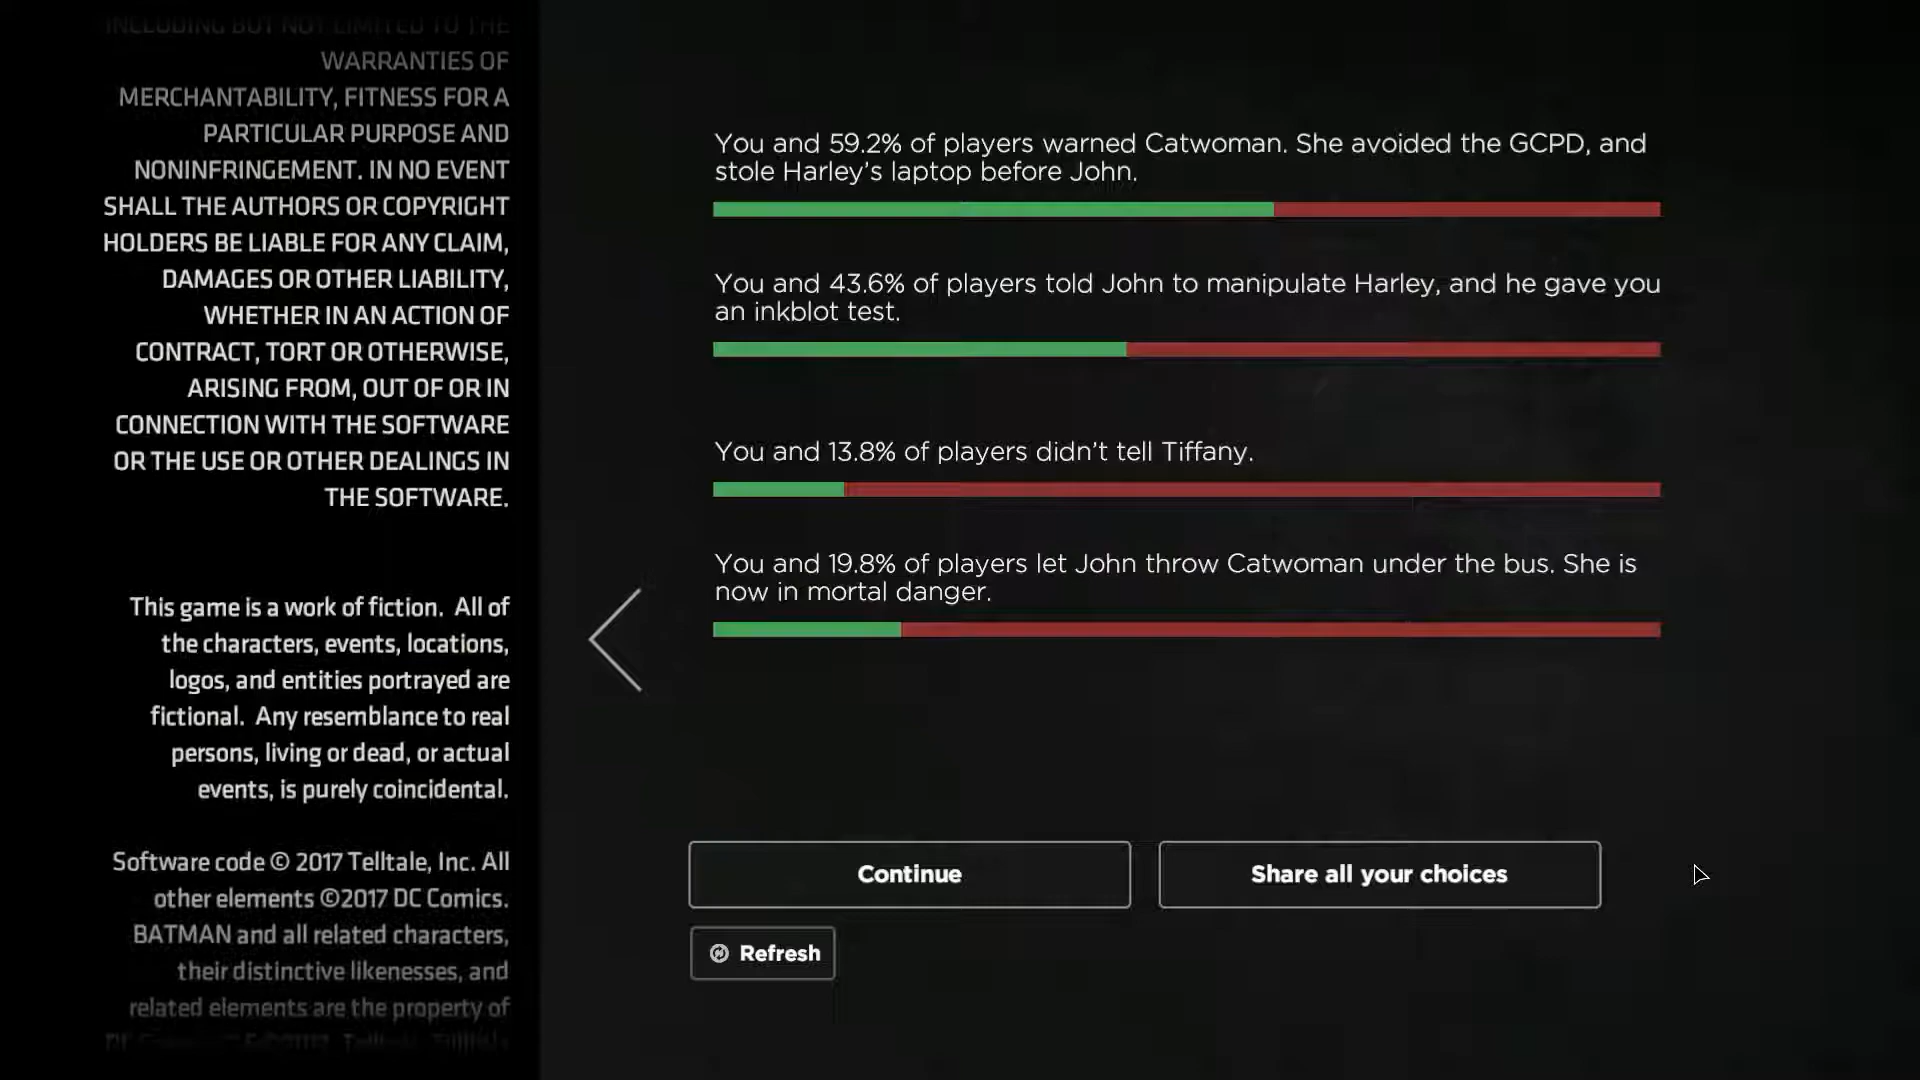 INCLUDING BUT NOT LIMITED TO THE
WARRANTIES OF
MERCHANTABILITY, FITNESS FOR A
PARTICULAR PURPOSE AND
NONINFRINGEMENT. IN NO EVENT
SHALL THE AUTHORS OR COPYRIGHT
HOLDERS BE LIABLE FOR ANY CLAIM,
DAMAGES OR OTHER LIABILITY,
WHETHER IN AN ACTION OF
CONTRACT, TORT OR OTHERWISE,
ARISING FROM, OUT OF OR IN
CONNECTION WITH THE SOFTWARE
OR THE USE OR OTHER DEALINGS IN
THE SOFTWARE.
This game is a work of fiction. All of
the characters, events, locations,
logos, and entities portrayed are
fictional. Any resemblance to real
persons, living or dead, or actual
events, is purely coincidental.
Software code © 2017 Telltale, Inc. All
other elements ©2017 DC Comics.
BATMAN and all related characters,
their distinctive likenesses, and
related elements are the property of
You and 59.2% of players warned Catwoman. She avoided the GCPD, and
stole Harley's laptop before John.
You and 43.6% of players told John to manipulate Harley, and he gave you
an inkblot test.
You and 13.8% of players didn't tell Tiffany.
You and 19.8% of players let John throw Catwoman under the bus. She is
now in mortal danger.
Continue
Share all your choices
Refresh